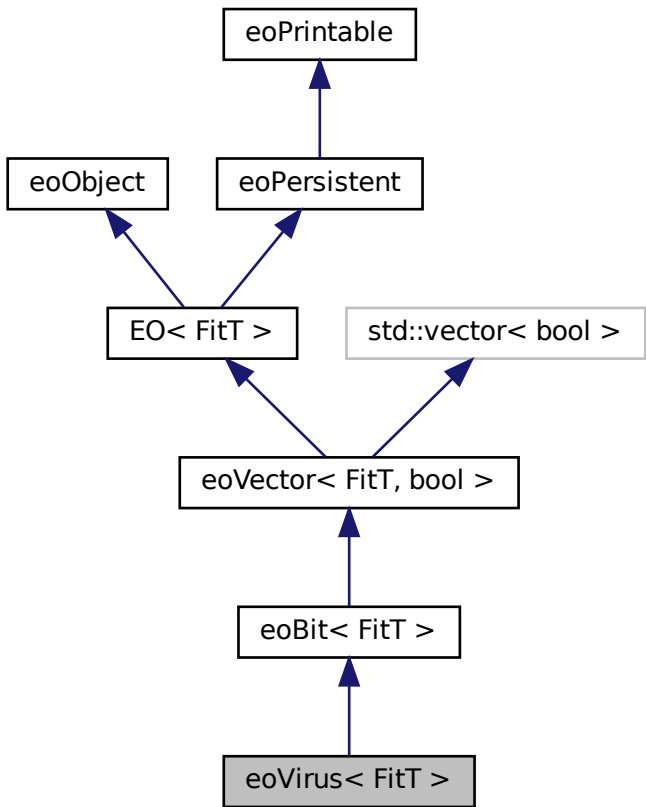 eoPrintable
eoObject
eoPersistent
EO< FitT >
std::vector< bool >
eoVector< FitT, bool >
eoBit< FitT >
eoVirus< FitT >